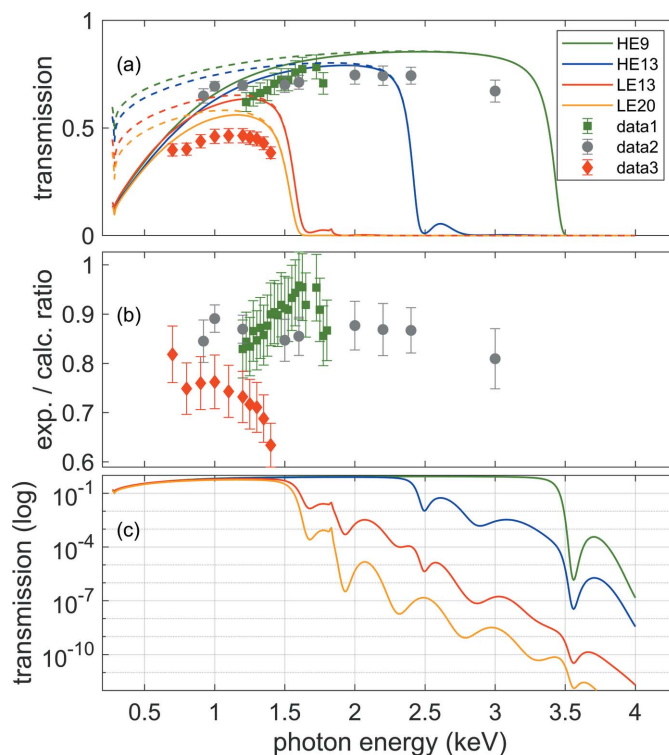 1
0.5
0
transmission
(a)
HE9
HE13
LE13
LE20
data1
data2
data3
1
0.9
0.8
0.7
0.6
exp. / calc. ratio
(b)
10-1
10-4
10-7
10-10
transmission (log)
(c)
0.5 1 1.5 2 2.5 3 3.5 4
photon energy (keV)